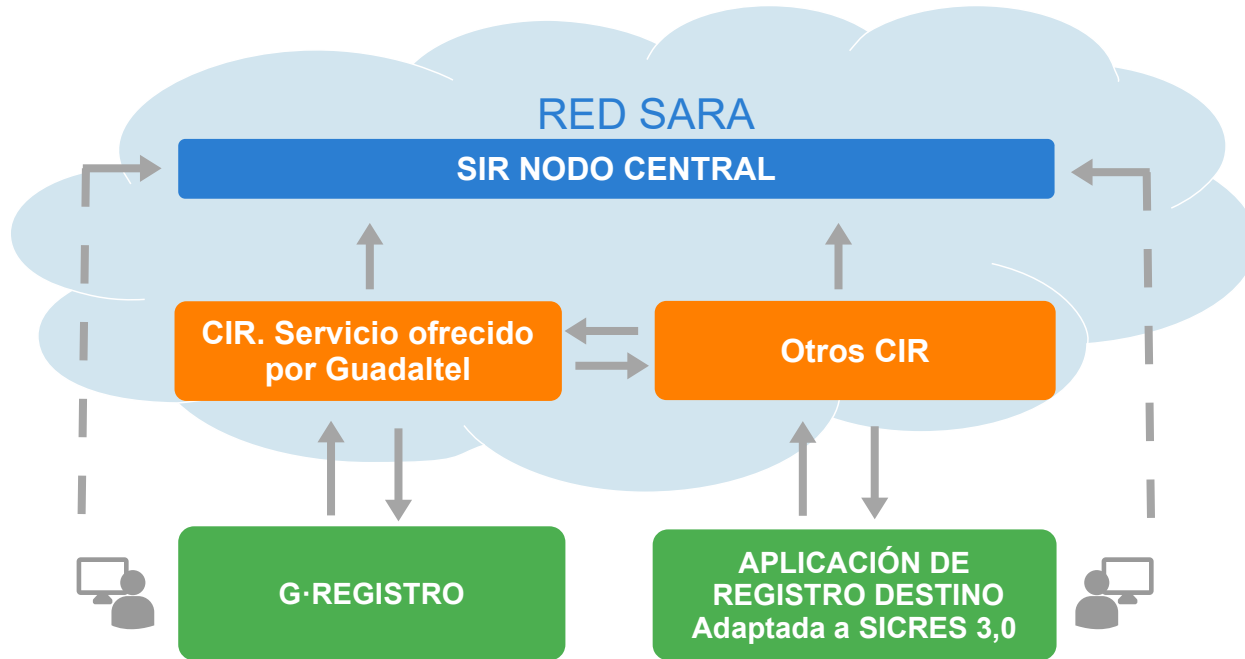 RED SARA
SIR NODO CENTRAL
CIR. Servicio ofrecido
por Guadaltel
Otros CIR
G·REGISTRO
APLICACIÓN DE
REGISTRO DESTINO
Adaptada a SICRES 3,0